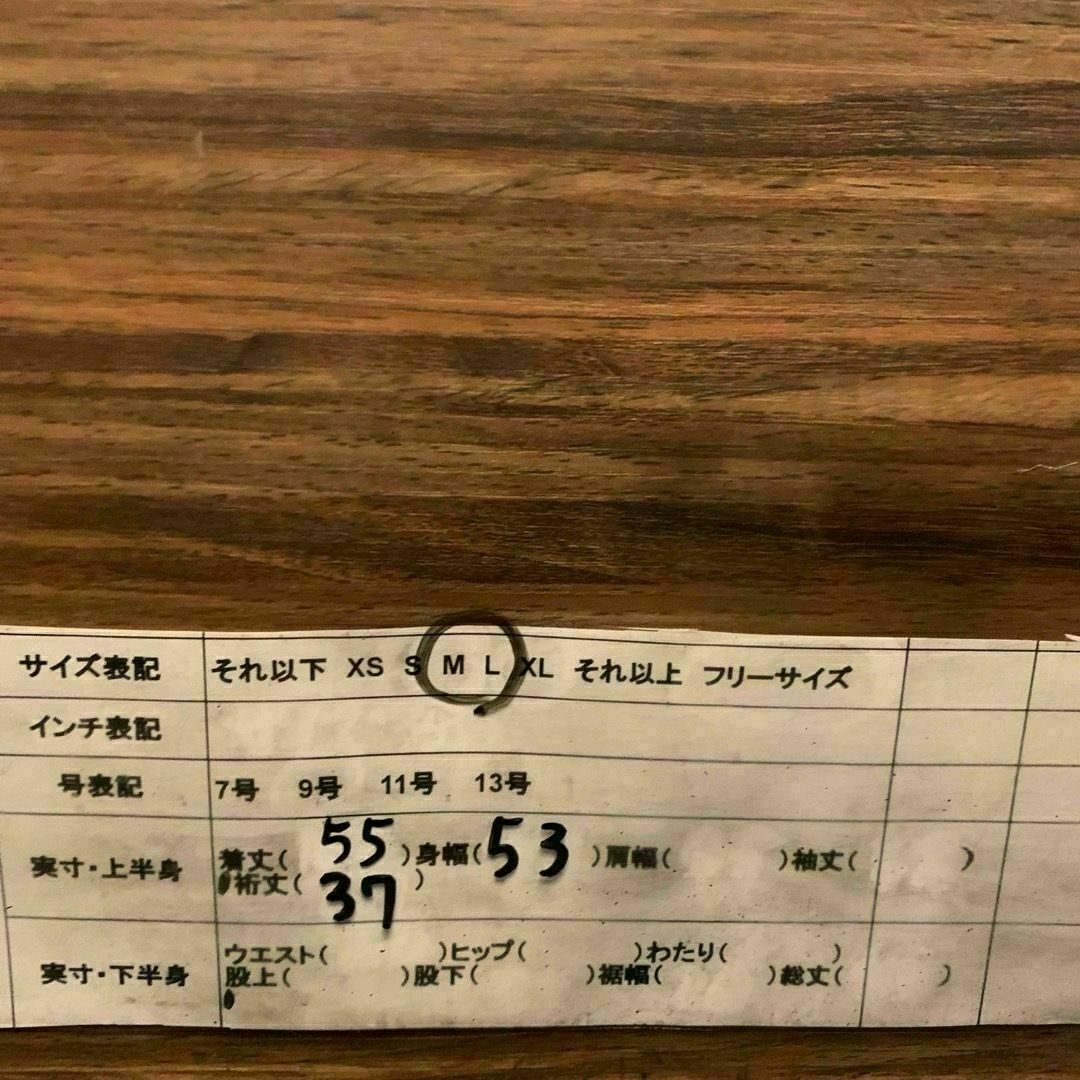 サイズ表記 それ以下 XS S M L XL それ以上 フリーサイズ
インチ表記
号表記 7号 9号 11号 13号
実寸・上半身 着丈( 55 )身幅( 53 )肩幅( )袖丈( )
裄丈( 37 )
実寸・下半身 ウエスト( )ヒップ( )わたり( )
股上( )股下( )裾幅( )総丈( )